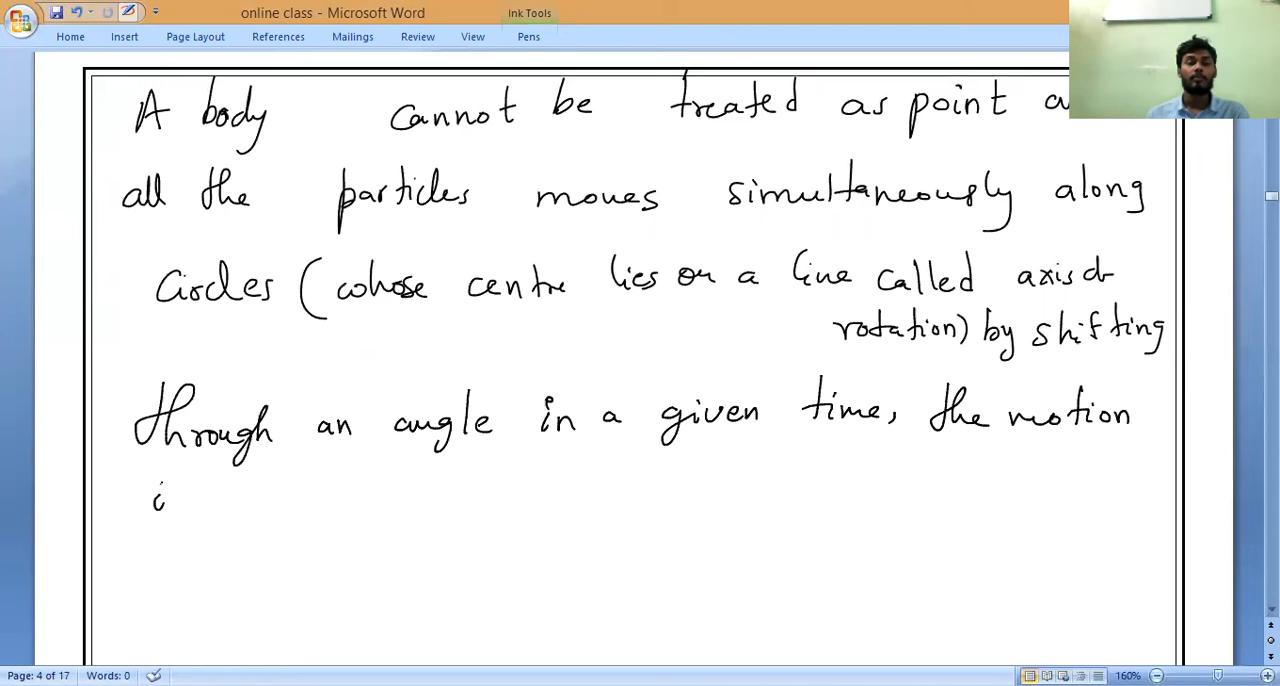 online class - Microsoft Word
Ink Tools
Home Insert Page Layout References Mailings Review View Pens
A body cannot be treated as point
all the particles moves simultaneously along
circles (whose centre lies on a line called axis of
rotation) by shifting
through an angle in a given time, the motion
i
Page: 4 of 17 Words: 0 160%